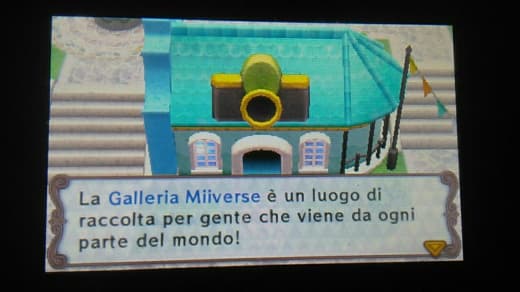 La Galleria Miiverse è un luogo di
raccolta per gente che viene da ogni
parte del mondo!